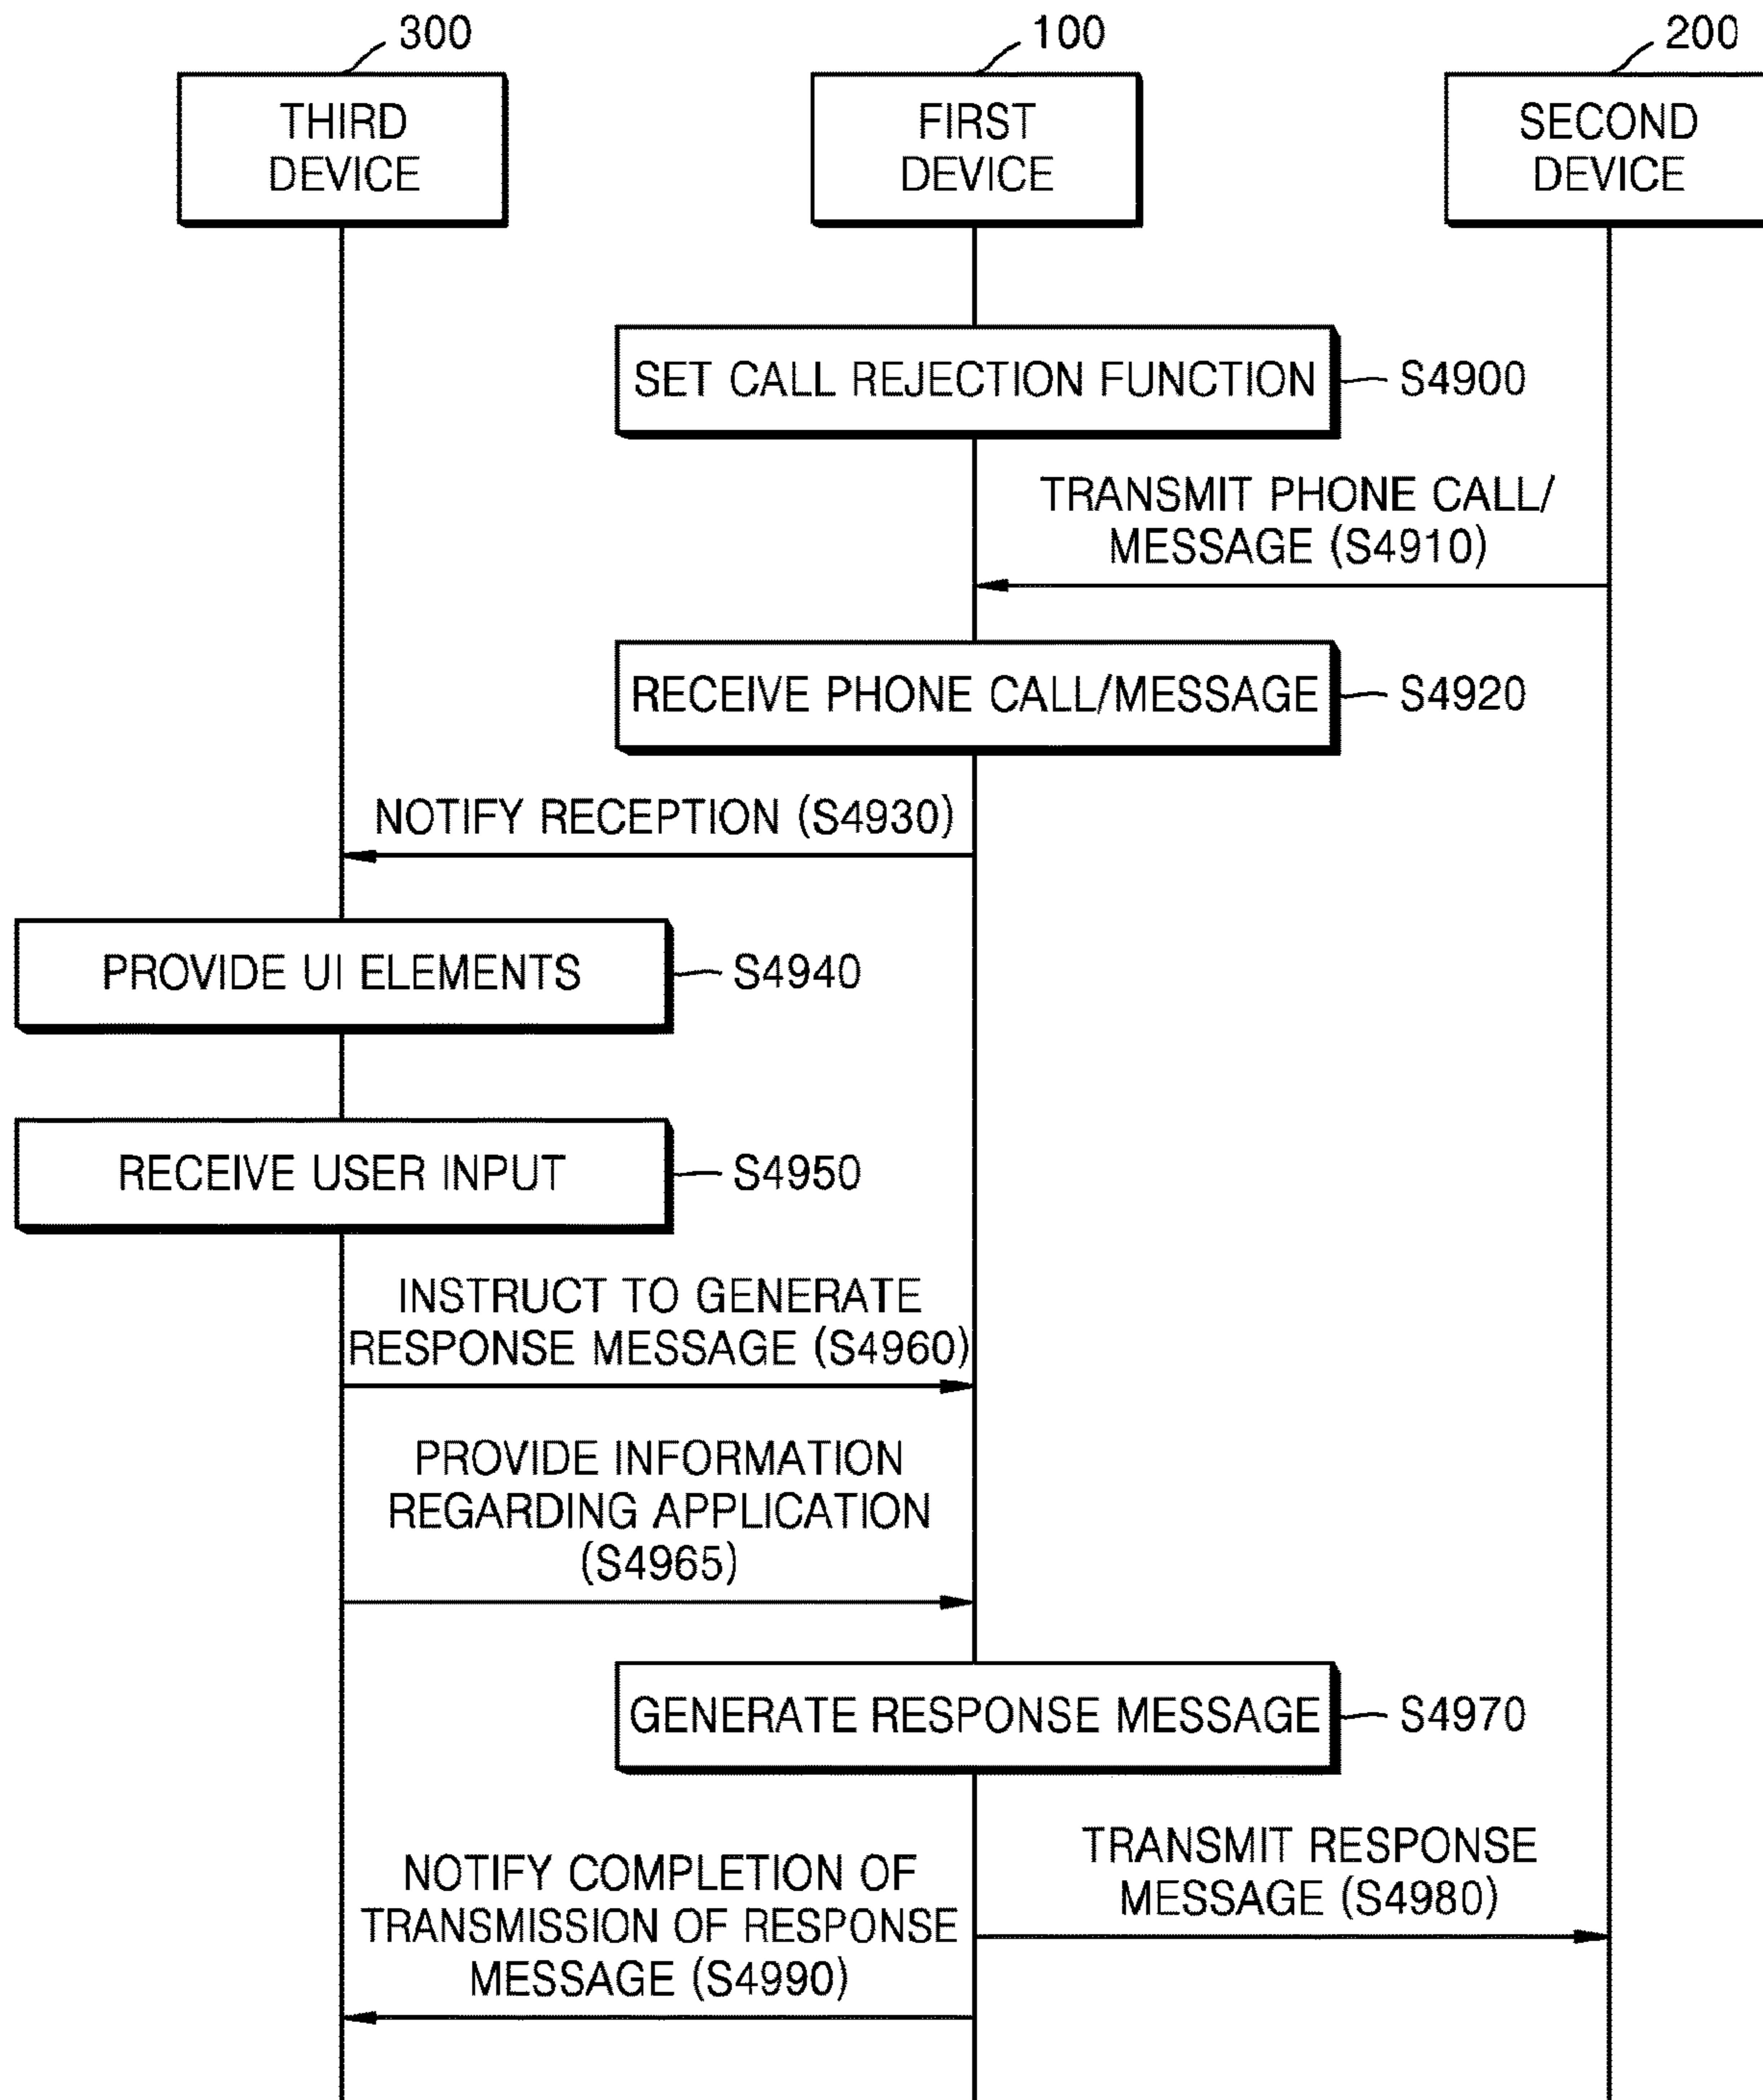 300
100
200
THIRD
DEVICE
FIRST
DEVICE
SECOND
DEVICE
SET CALL REJECTION FUNCTION
S4900
TRANSMIT PHONE CALL/
MESSAGE (S4910)
RECEIVE PHONE CALL/MESSAGE
S4920
NOTIFY RECEPTION (S4930)
PROVIDE UI ELEMENTS
S4940
RECEIVE USER INPUT
S4950
INSTRUCT TO GENERATE
RESPONSE MESSAGE (S4960)
PROVIDE INFORMATION
REGARDING APPLICATION
(S4965)
GENERATE RESPONSE MESSAGE
S4970
TRANSMIT RESPONSE
MESSAGE (S4980)
NOTIFY COMPLETION OF
TRANSMISSION OF RESPONSE
MESSAGE (S4990)